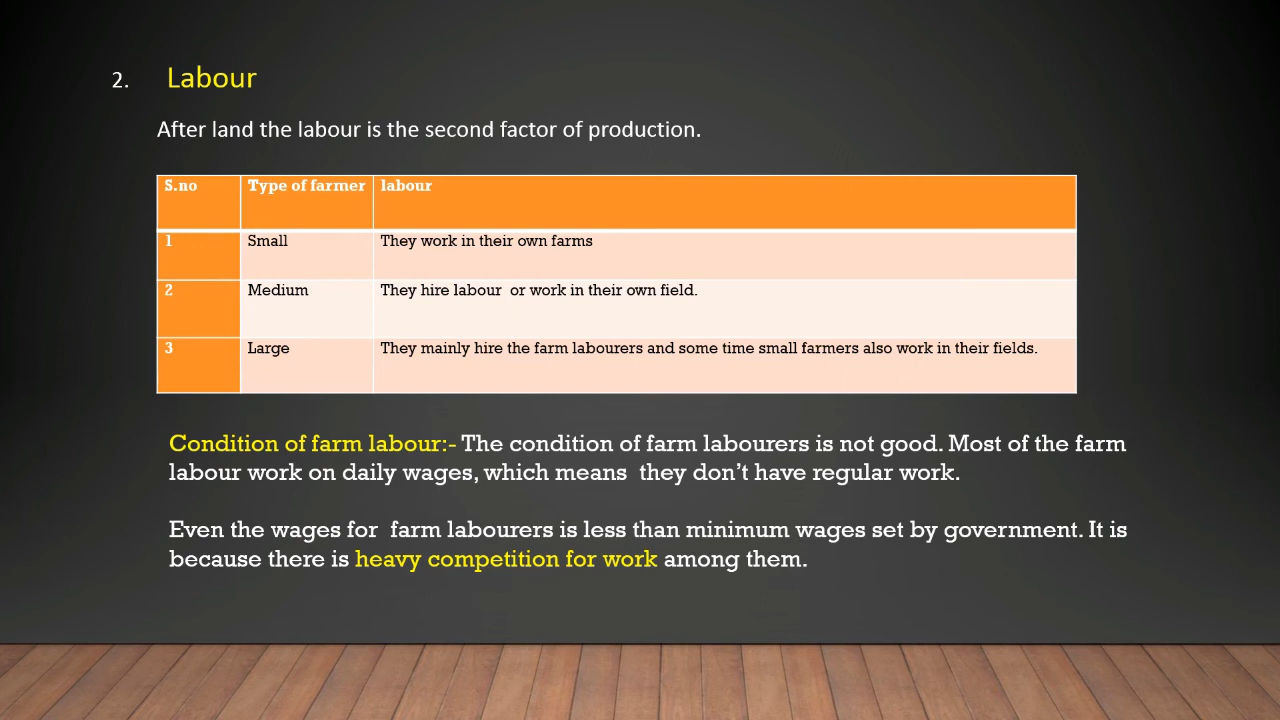 2. Labour
After land the labour is the second factor of production.
S.no Type of farmer labour
1 Small They work in their own farms
2 Medium They hire labour or work in their own field.
3 Large They mainly hire the farm labourers and some time small farmers also work in their fields.
Condition of farm labour:- The condition of farm labourers is not good. Most of the farm
labour work on daily wages, which means they don’t have regular work.
Even the wages for farm labourers is less than minimum wages set by government. It is
because there is heavy competition for work among them.